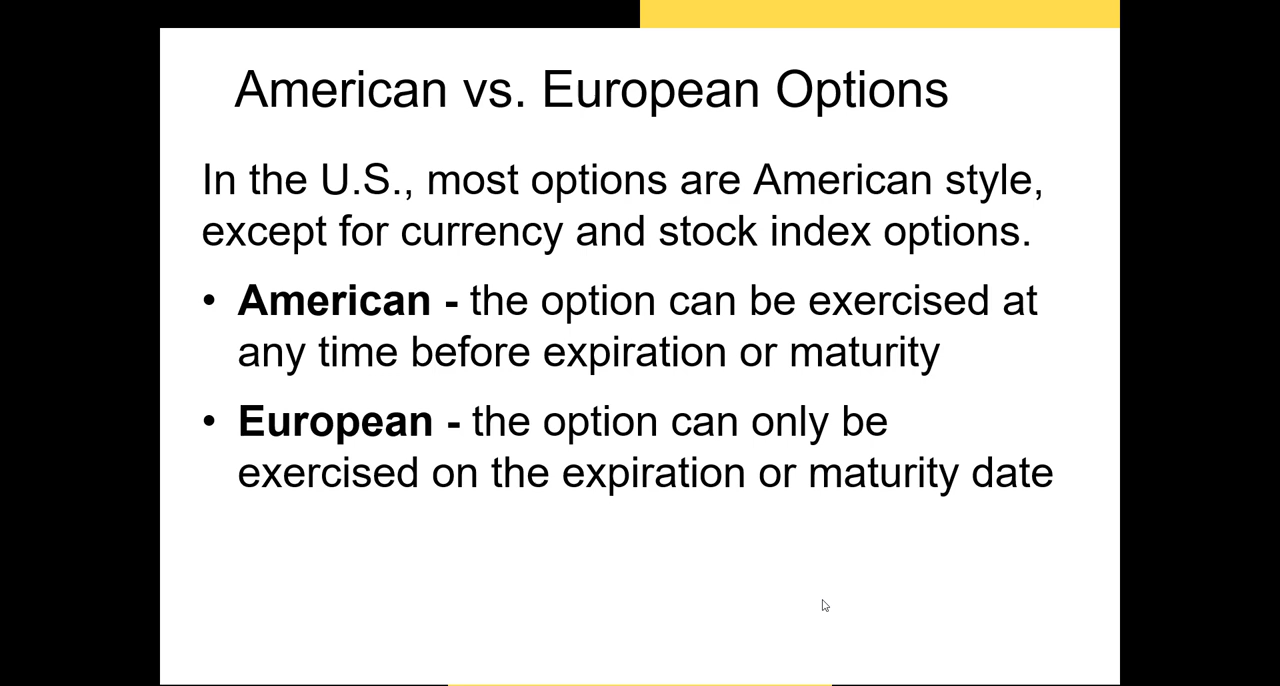 American vs. European Options
In the U.S., most options are American style,
except for currency and stock index options.
• American - the option can be exercised at
any time before expiration or maturity
• European - the option can only be
exercised on the expiration or maturity date